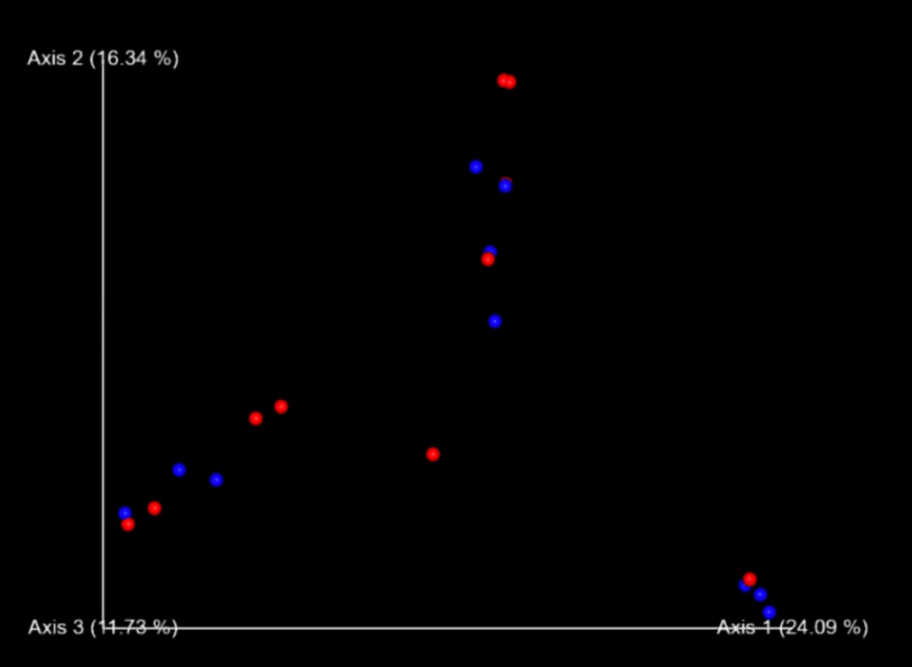 Axis 2 (16.34 %)
Axis 3 (11.73 %)
Axis 1 (24.09 %)